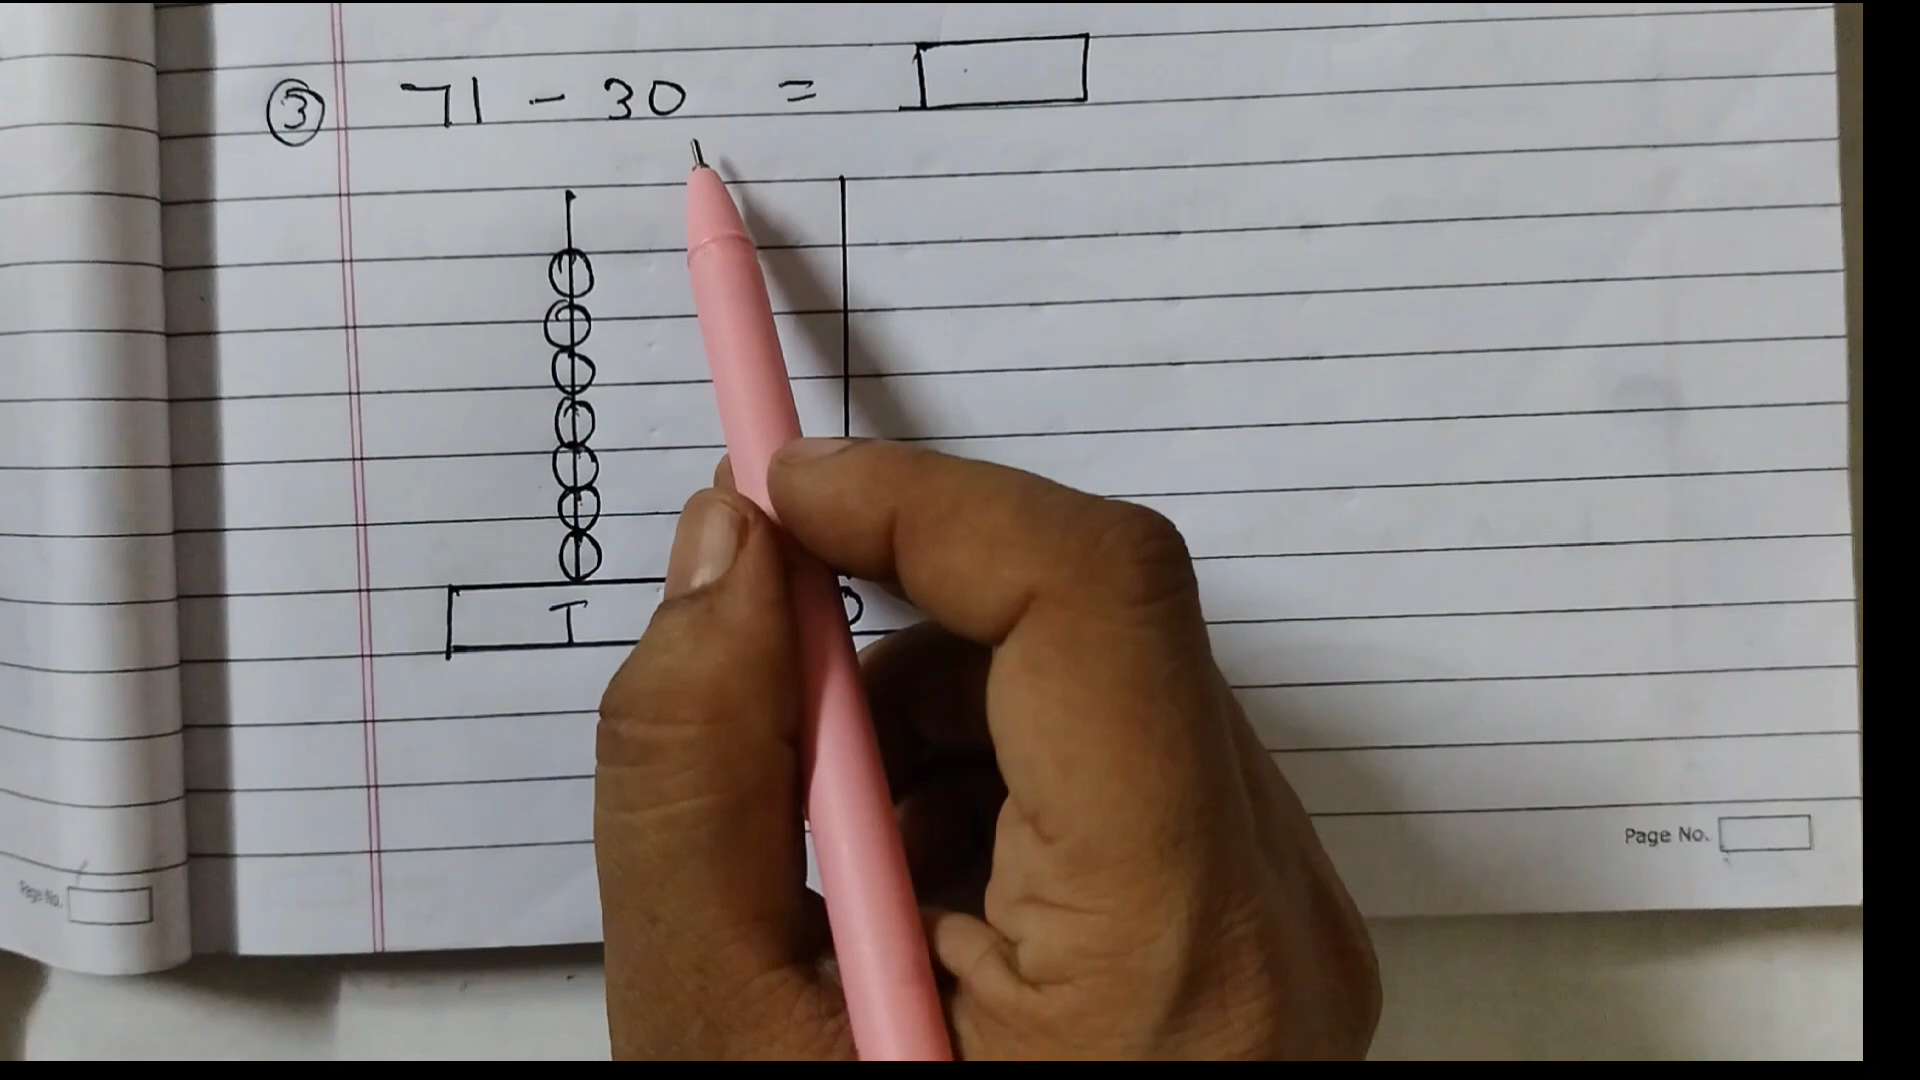 ③ 71 - 30 =
T O
Page No.
Page No.